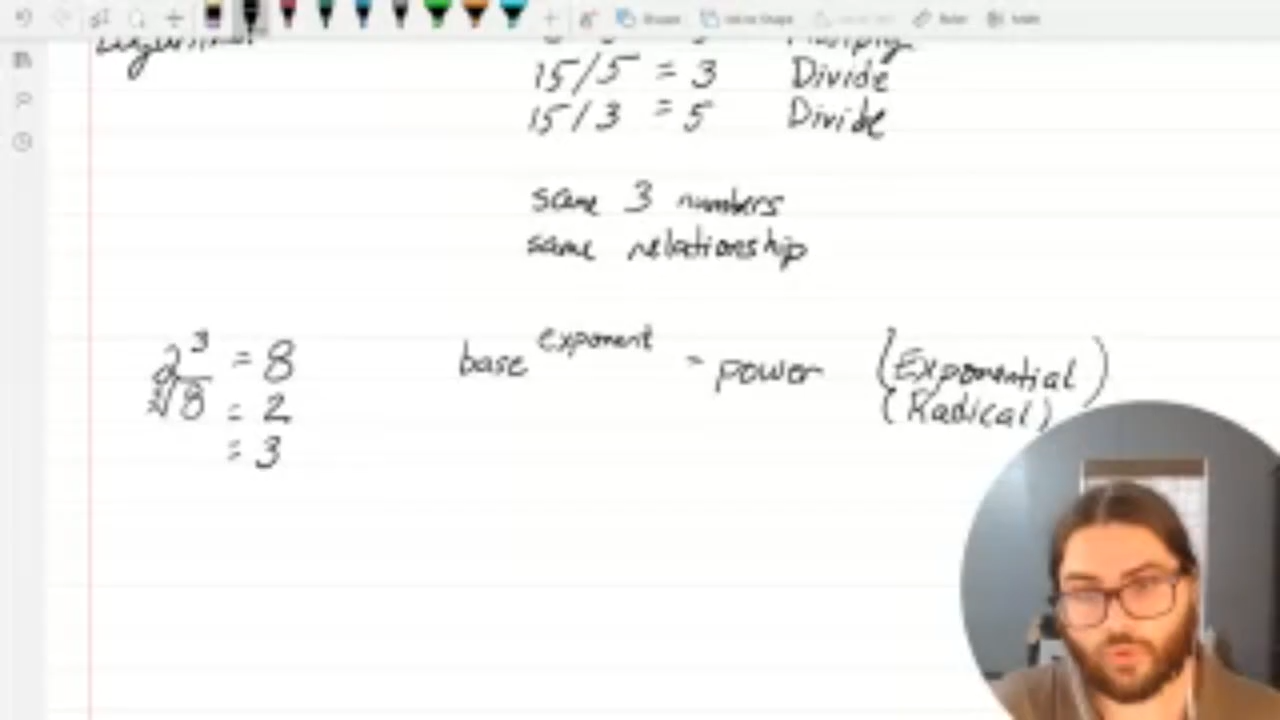 15/5 = 3 Divide
15/3 = 5 Divide
same 3 numbers
same relationship
2³ = 8 base^exponent = power (Exponential)
∛8 = 2 (Radical)
= 3